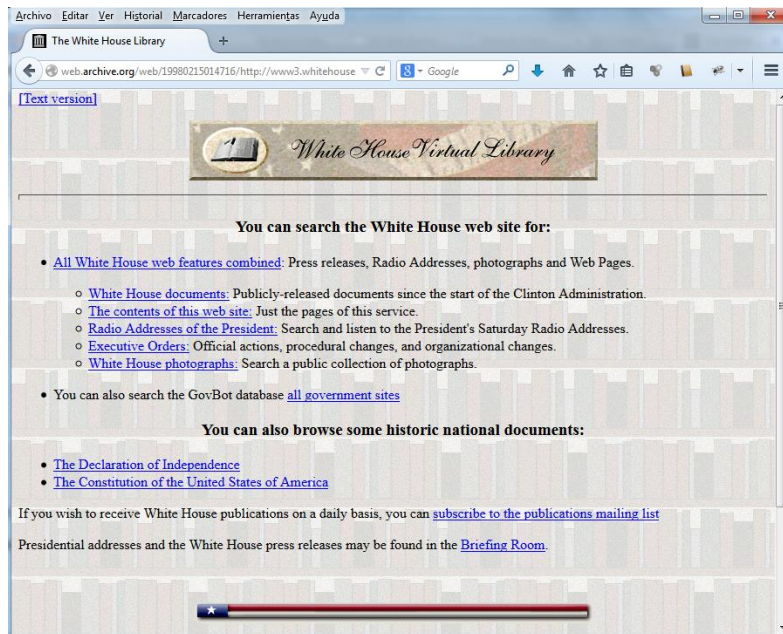 Archivo Editar Ver Historial Marcadores Herramientas Ayuda
The White House Library
web.archive.org/web/19980215014716/http://www3.whitehouse
Google
[Text version]
White House Virtual Library
You can search the White House web site for:
All White House web features combined: Press releases, Radio Addresses, photographs and Web Pages.
White House documents: Publicly-released documents since the start of the Clinton Administration.
The contents of this web site: Just the pages of this service.
Radio Addresses of the President: Search and listen to the President's Saturday Radio Addresses.
Executive Orders: Official actions, procedural changes, and organizational changes.
White House photographs: Search a public collection of photographs.
You can also search the GovBot database all government sites
You can also browse some historic national documents:
The Declaration of Independence
The Constitution of the United States of America
If you wish to receive White House publications on a daily basis, you can subscribe to the publications mailing list
Presidential addresses and the White House press releases may be found in the Briefing Room.